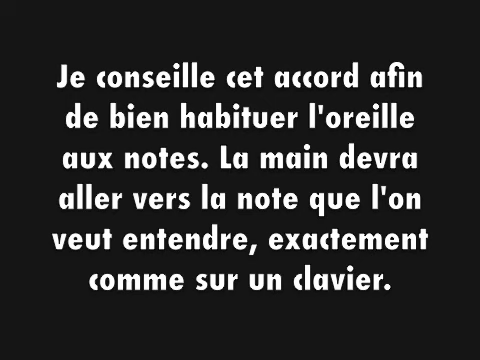 Je conseille cet accord afin
de bien habituer l'oreille
aux notes. La main devra
aller vers la note que l'on
veut entendre, exactement
comme sur un clavier.